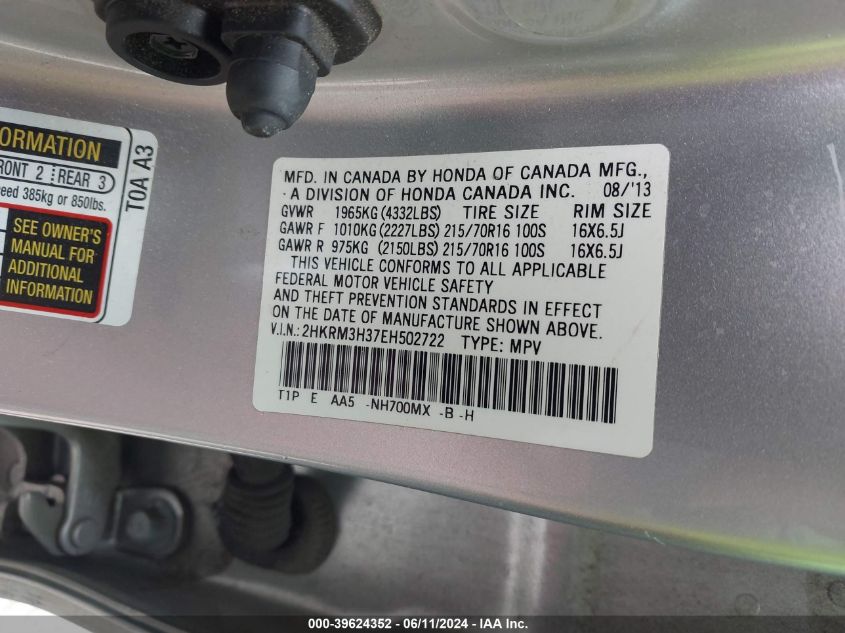 ORMATION
RONT 2 REAR 3
eed 385kg or 850lbs.
SEE OWNER'S
MANUAL FOR
ADDITIONAL
INFORMATION
T0A A3
MFD. IN CANADA BY HONDA OF CANADA MFG.,
A DIVISION OF HONDA CANADA INC. 08/'13
GVWR 1965KG (4332LBS) TIRE SIZE RIM SIZE
GAWR F 1010KG (2227LBS) 215/70R16 100S 16X6.5J
GAWR R 975KG (2150LBS) 215/70R16 100S 16X6.5J
THIS VEHICLE CONFORMS TO ALL APPLICABLE
FEDERAL MOTOR VEHICLE SAFETY
AND THEFT PREVENTION STANDARDS IN EFFECT
ON THE DATE OF MANUFACTURE SHOWN ABOVE.
V.I.N.: 2HKRM3H37EH502722 TYPE: MPV
T1P E AA5 -NH700MX -B -H
000-39624352 - 06/11/2024 - IAA Inc.